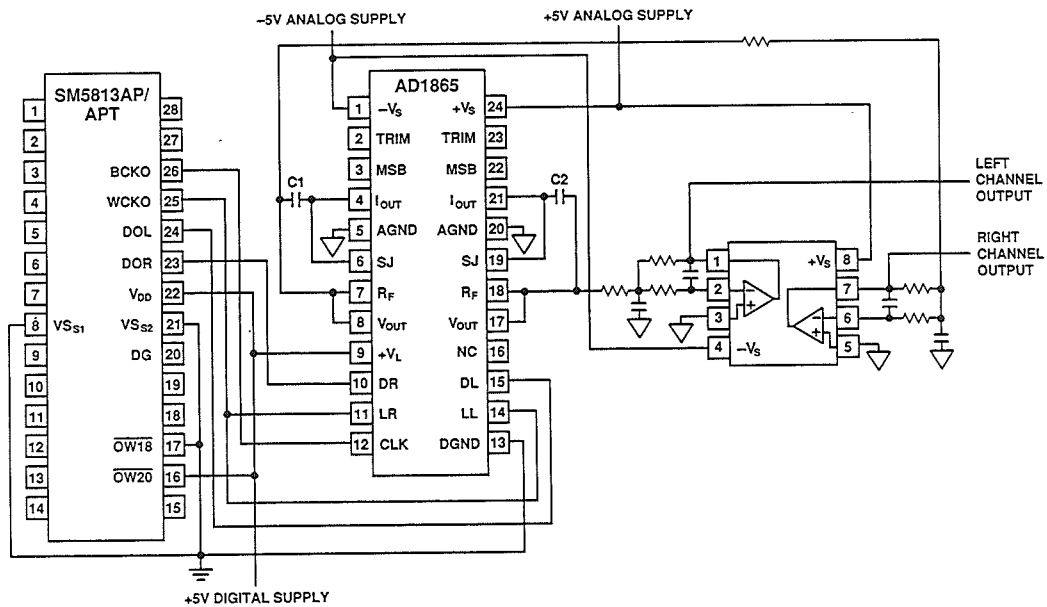 –5V ANALOG SUPPLY
+5V ANALOG SUPPLY
SM5813AP/
APT
1
2
3
4
5
6
7
8 VSS1
9
10
11
12
13
14
28
27
BCKO 26
WCKO 25
DOL 24
DOR 23
VDD 22
VSS2 21
DG 20
19
18
OW18 17
OW20 16
15
C1
AD1865
1 –VS
2 TRIM
3 MSB
4 IOUT
5 AGND
6 SJ
7 RF
8 VOUT
9 +VL
10 DR
11 LR
12 CLK
+VS 24
TRIM 23
MSB 22
IOUT 21
AGND 20
SJ 19
RF 18
VOUT 17
NC 16
DL 15
LL 14
DGND 13
C2
LEFT
CHANNEL
OUTPUT
RIGHT
CHANNEL
OUTPUT
1
2
3
4 –VS
+VS 8
7
6
5
+5V DIGITAL SUPPLY